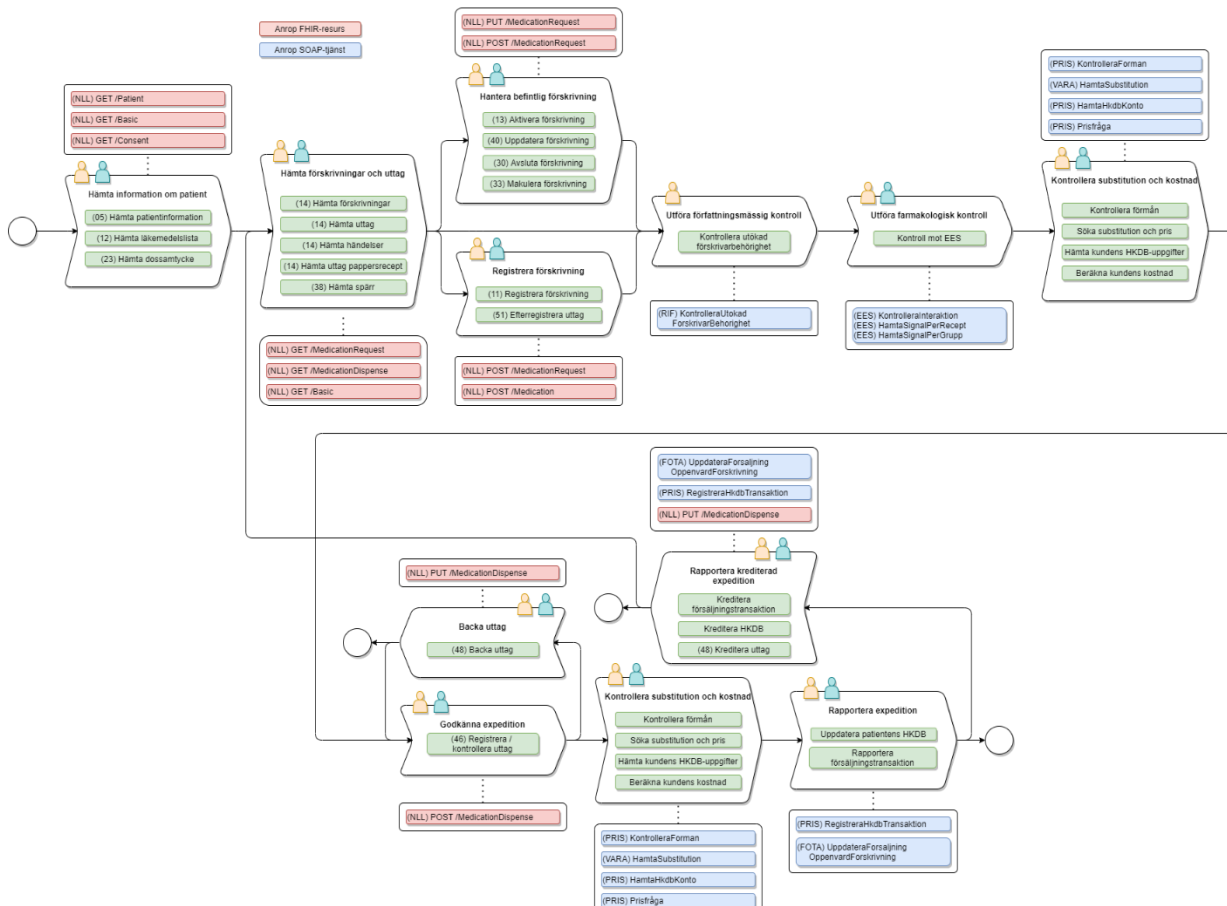 Anrop FHIR-resurs
Anrop SOAP-tjänst
(NLL) GET /Patient
(NLL) GET /Basic
(NLL) GET /Consent
Hämta information om patient
(05) Hämta patientinformation
(12) Hämta läkemedelslista
(23) Hämta dossamtycke
Hämta förskrivningar och uttag
(14) Hämta förskrivningar
(14) Hämta uttag
(14) Hämta händelser
(14) Hämta uttag pappersrecept
(38) Hämta spärr
(NLL) GET /MedicationRequest
(NLL) GET /MedicationDispense
(NLL) GET /Basic
(NLL) PUT /MedicationRequest
(NLL) POST /MedicationRequest
Hantera befintlig förskrivning
(13) Aktivera förskrivning
(40) Uppdatera förskrivning
(30) Avsluta förskrivning
(33) Makulera förskrivning
Registrera förskrivning
(11) Registrera förskrivning
(51) Efterregistrera uttag
(NLL) POST /MedicationRequest
(NLL) POST /Medication
Utföra författningsmässig kontroll
Kontrollera utökad
förskrivarbehörighet
(RIF) KontrolleraUtokad
ForskrivarBehorighet
Utföra farmakologisk kontroll
Kontroll mot EES
(EES) KontrolleraInteraktion
(EES) HamtaSignalPerRecept
(EES) HamtaSignalPerGrupp
(PRIS) KontrolleraForman
(VARA) HamtaSubstitution
(PRIS) HamtaHkdbKonto
(PRIS) Prisfråga
Kontrollera substitution och kostnad
Kontrollera förmån
Söka substitution och pris
Hämta kundens HKDB-uppgifter
Beräkna kundens kostnad
(FOTA) UppdateraForsaljning
OppenvardForskrivning
(PRIS) RegistreraHkdbTransaktion
(NLL) PUT /MedicationDispense
Rapportera krediterad
expedition
Kreditera
försäljningstransaktion
Kreditera HKDB
(48) Kreditera uttag
(NLL) PUT /MedicationDispense
Backa uttag
(48) Backa uttag
Godkänna expedition
(46) Registrera /
kontrollera uttag
(NLL) POST /MedicationDispense
Kontrollera substitution och kostnad
Kontrollera förmån
Söka substitution och pris
Hämta kundens HKDB-uppgifter
Beräkna kundens kostnad
(PRIS) KontrolleraForman
(VARA) HamtaSubstitution
(PRIS) HamtaHkdbKonto
(PRIS) Prisfråga
Rapportera expedition
Uppdatera patientens HKDB
Rapportera
försäljningstransaktion
(PRIS) RegistreraHkdbTransaktion
(FOTA) UppdateraForsaljning
OppenvardForskrivning